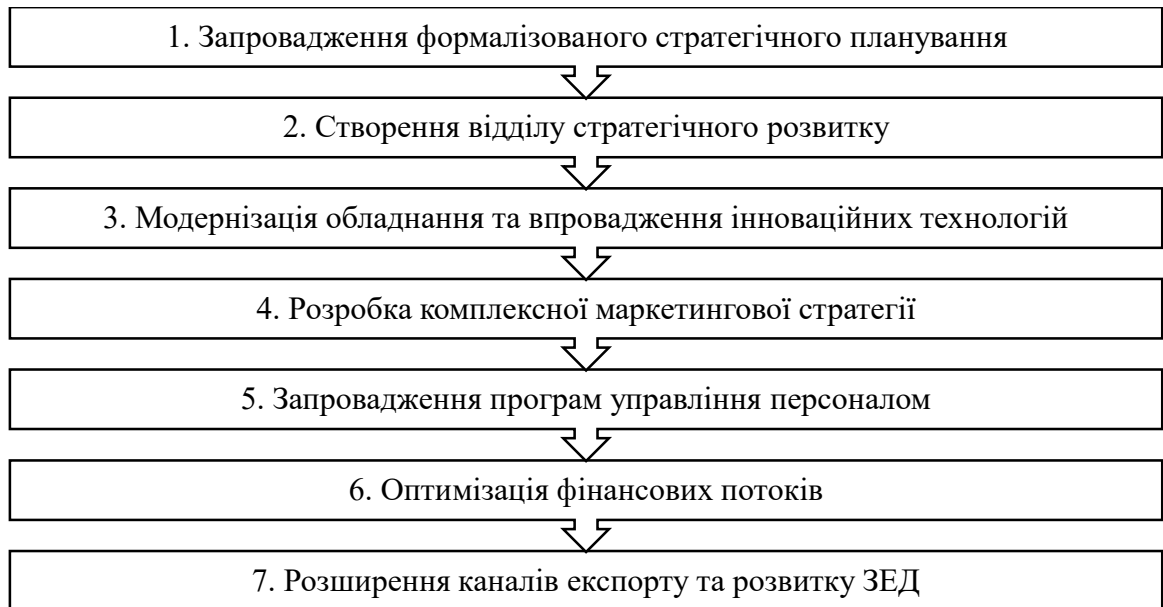 1. Запровадження формалізованого стратегічного планування
2. Створення відділу стратегічного розвитку
3. Модернізація обладнання та впровадження інноваційних технологій
4. Розробка комплексної маркетингової стратегії
5. Запровадження програм управління персоналом
6. Оптимізація фінансових потоків
7. Розширення каналів експорту та розвитку ЗЕД